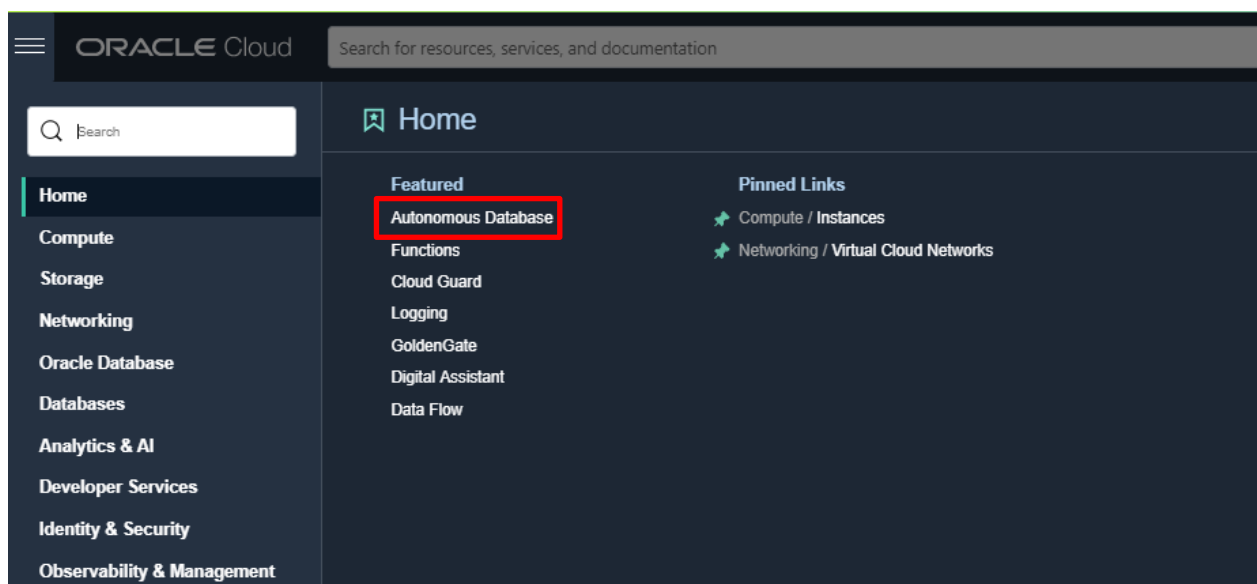 ORACLE Cloud
Search for resources, services, and documentation
Search
Home
Compute
Storage
Networking
Oracle Database
Databases
Analytics & AI
Developer Services
Identity & Security
Observability & Management
Home
Featured
Autonomous Database
Functions
Cloud Guard
Logging
GoldenGate
Digital Assistant
Data Flow
Pinned Links
Compute / Instances
Networking / Virtual Cloud Networks